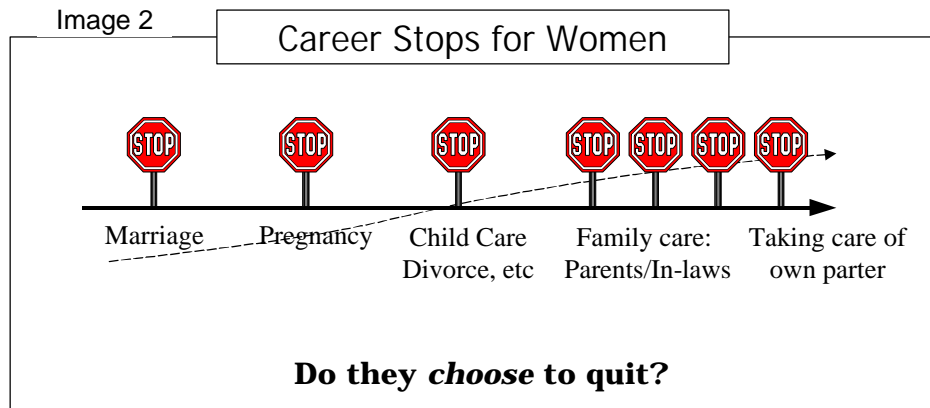 Image 2
Career Stops for Women
STOP STOP STOP STOP STOP STOP STOP
Marriage Pregnancy Child Care Family care: Taking care of
Divorce, etc Parents/In-laws own parter
Do they choose to quit?